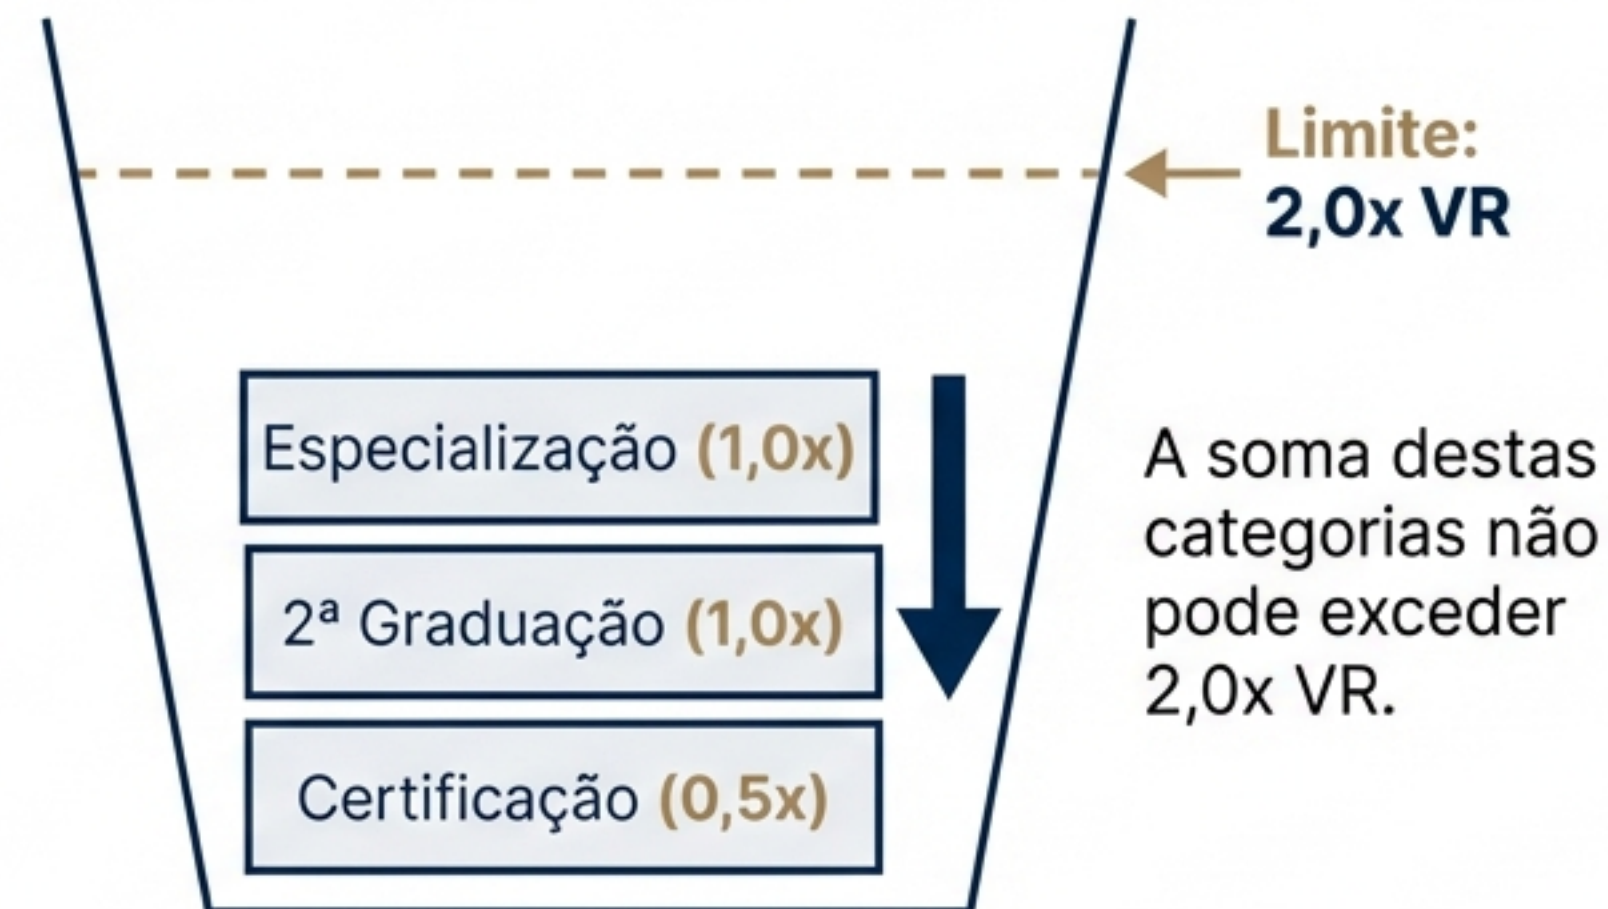 Limite:
2,0x VR
Especialização (1,0x)
2ª Graduação (1,0x)
Certificação (0,5x)
A soma destas
categorias não
pode exceder
2,0x VR.